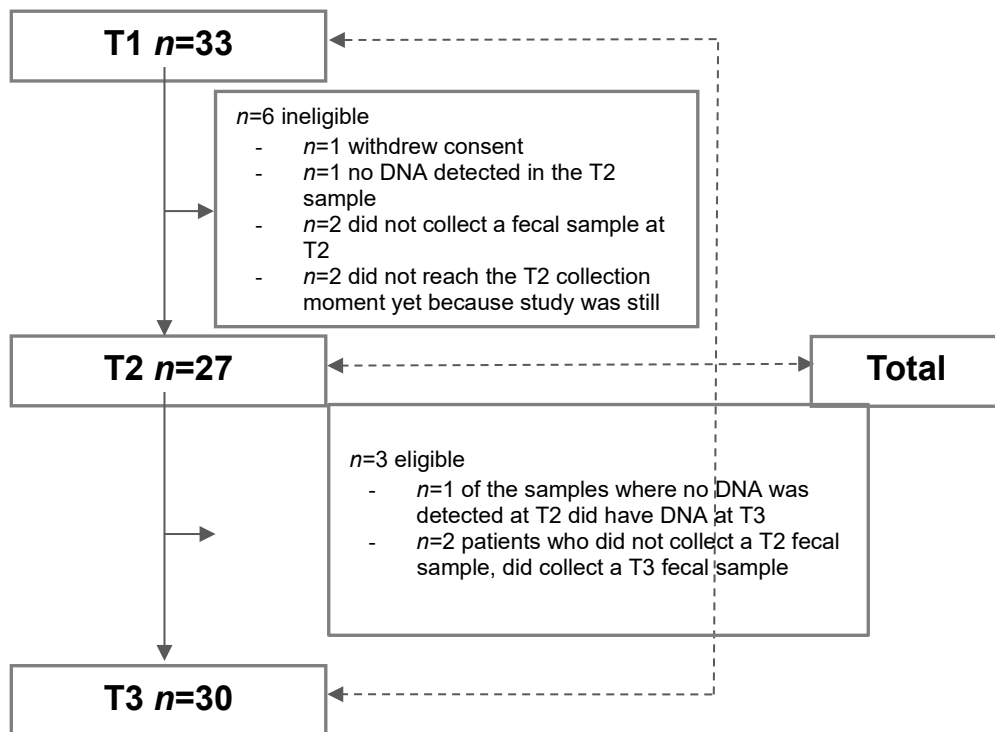 T1 n=33
n=6 ineligible
- n=1 withdrew consent
- n=1 no DNA detected in the T2
sample
- n=2 did not collect a fecal sample at
T2
- n=2 did not reach the T2 collection
moment yet because study was still
T2 n=27
Total
n=3 eligible
- n=1 of the samples where no DNA was
detected at T2 did have DNA at T3
- n=2 patients who did not collect a T2 fecal
sample, did collect a T3 fecal sample
T3 n=30